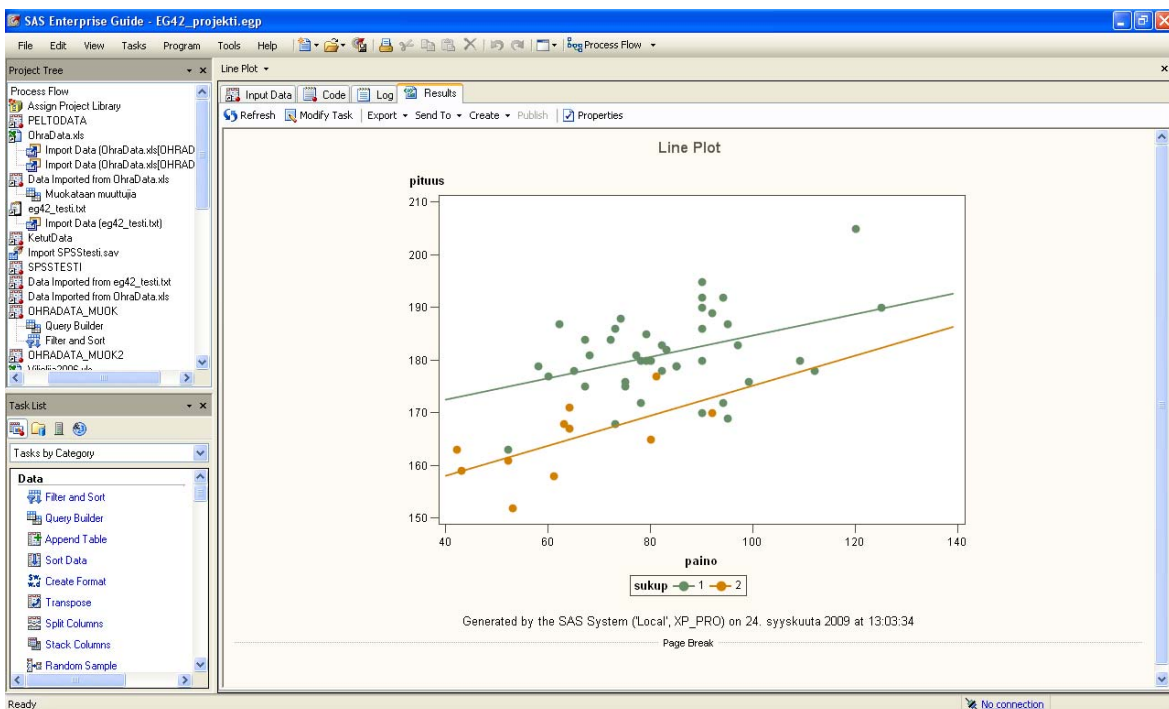 SAS Enterprise Guide - EG42_projekti.egp
File Edit View Tasks Program Tools Help Process Flow
Project Tree
Process Flow
Assign Project Library
PELTODATA
OhraData.xls
Import Data (OhraData.xls[OHRAD
Import Data (OhraData.xls[OHRAD
Data Imported from OhraData.xls
Muokataan muuttujia
eg42_testi.txt
Import Data (eg42_testi.txt)
KetutData
Import SPSStesti.sav
SPSSTESTI
Data Imported from eg42_testi.txt
Data Imported from OhraData.xls
OHRADATA_MUOK
Query Builder
Filter and Sort
OHRADATA_MUOK2
Task List
Tasks by Category
Data
Filter and Sort
Query Builder
Append Table
Sort Data
Create Format
Transpose
Split Columns
Stack Columns
Random Sample
Line Plot
Input Data Code Log Results
Refresh Modify Task Export Send To Create Publish Properties
Line Plot
pituus
210
200
190
180
170
160
150
40 60 80 100 120 140
paino
sukup 1 2
Generated by the SAS System ('Local', XP_PRO) on 24. syyskuuta 2009 at 13:03:34
Page Break
Ready
No connection